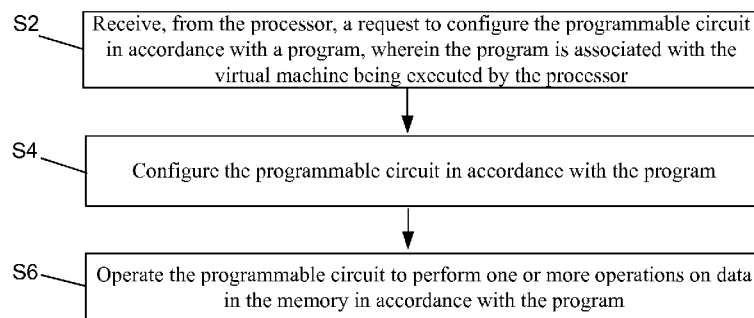 S2
Receive, from the processor, a request to configure the programmable circuit
in accordance with a program, wherein the program is associated with the
virtual machine being executed by the processor
S4
Configure the programmable circuit in accordance with the program
S6
Operate the programmable circuit to perform one or more operations on data
in the memory in accordance with the program